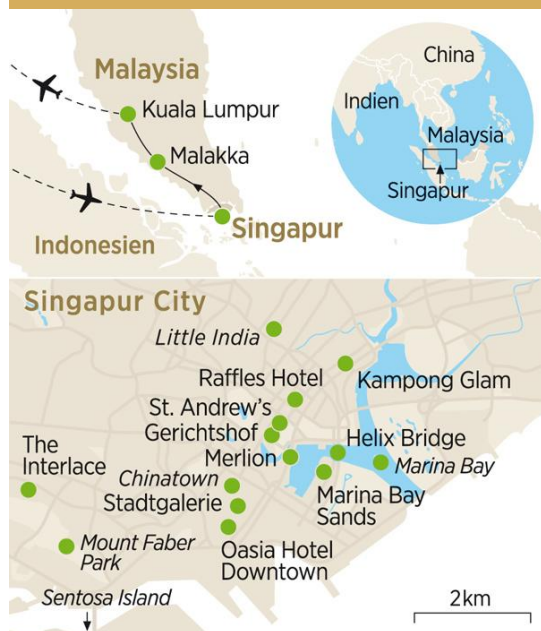 Malaysia
Kuala Lumpur
Malakka
Singapur
Indonesien
China
Indien
Malaysia
Singapur
Singapur City
Little India
Kampong Glam
Raffles Hotel
St. Andrew's
Gerichtshof
Helix Bridge
Merlion
Marina Bay
The
Interlace
Chinatown
Stadtgalerie
Marina Bay
Sands
Mount Faber
Park
Oasia Hotel
Downtown
Sentosa Island
2km